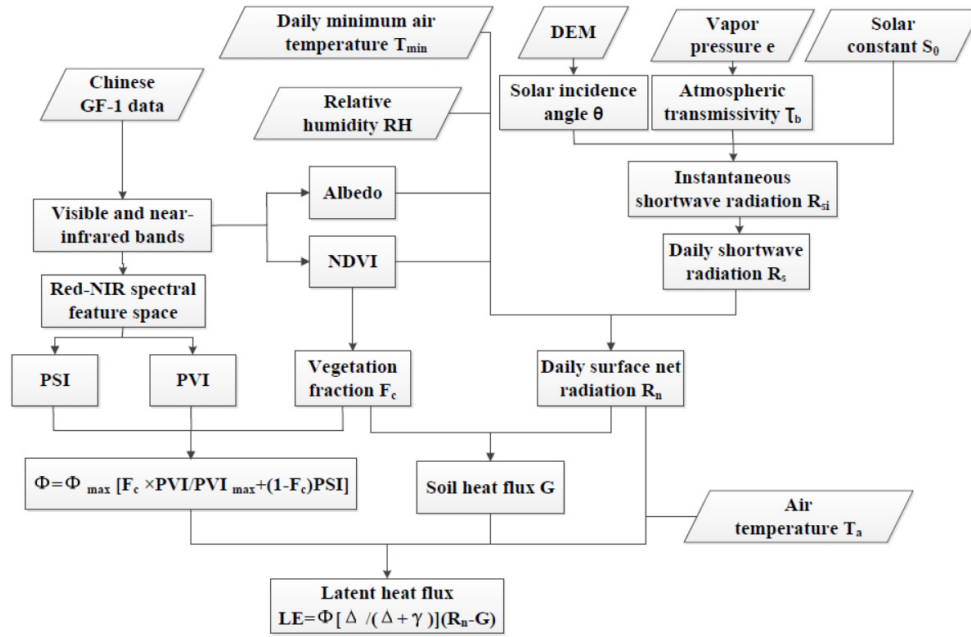 Daily minimum air
temperature Tmin
DEM
Vapor
pressure e
Solar
constant S0
Chinese
GF-1 data
Relative
humidity RH
Solar incidence
angle θ
Atmospheric
transmissivity τb
Albedo
Instantaneous
shortwave radiation Rsi
Visible and near-
infrared bands
NDVI
Daily shortwave
radiation Rs
Red-NIR spectral
feature space
PSI
PVI
Vegetation
fraction Fc
Daily surface net
radiation Rn
Φ=Φ max [Fc ×PVI/PVI max+(1-Fc)PSI]
Soil heat flux G
Air
temperature Ta
Latent heat flux
LE=Φ[Δ/(Δ+γ)](Rn-G)